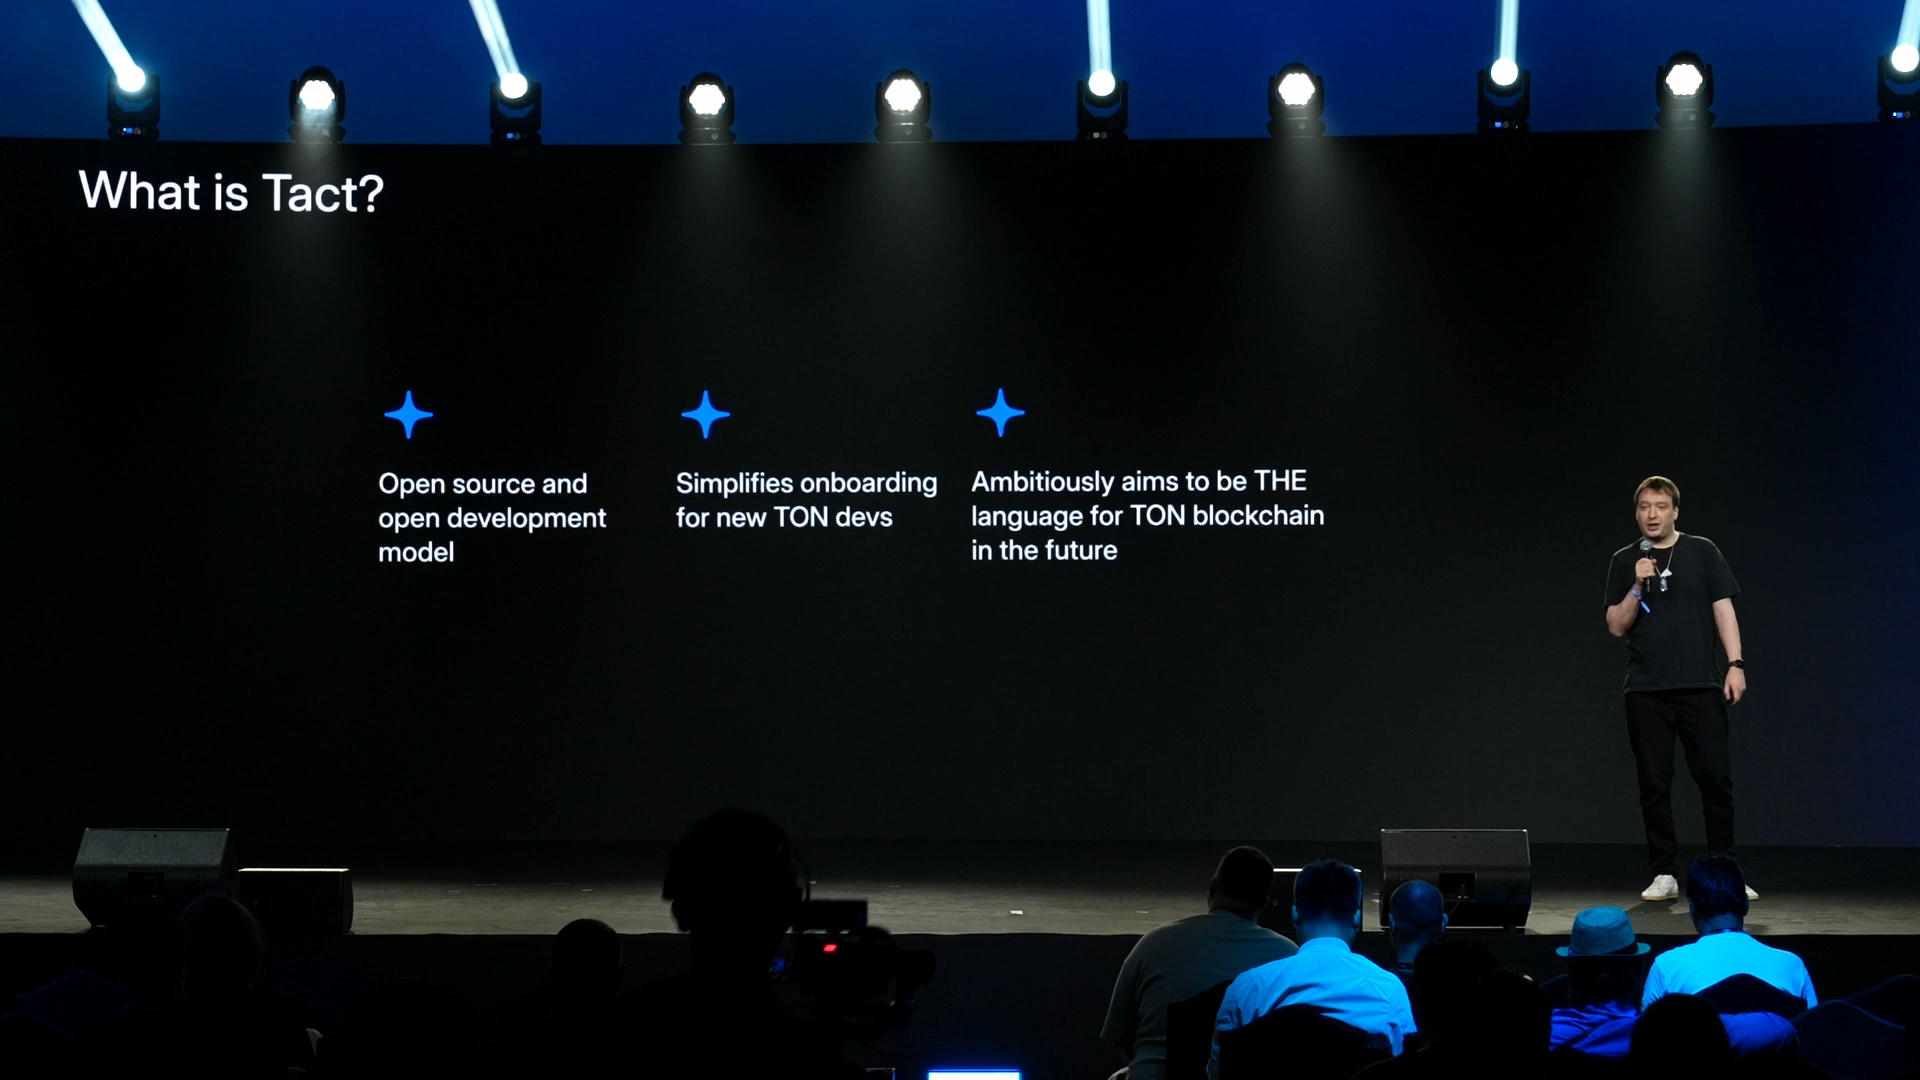 What is Tact?
Open source and
open development
model
Simplifies onboarding
for new TON devs
Ambitiously aims to be THE
language for TON blockchain
in the future